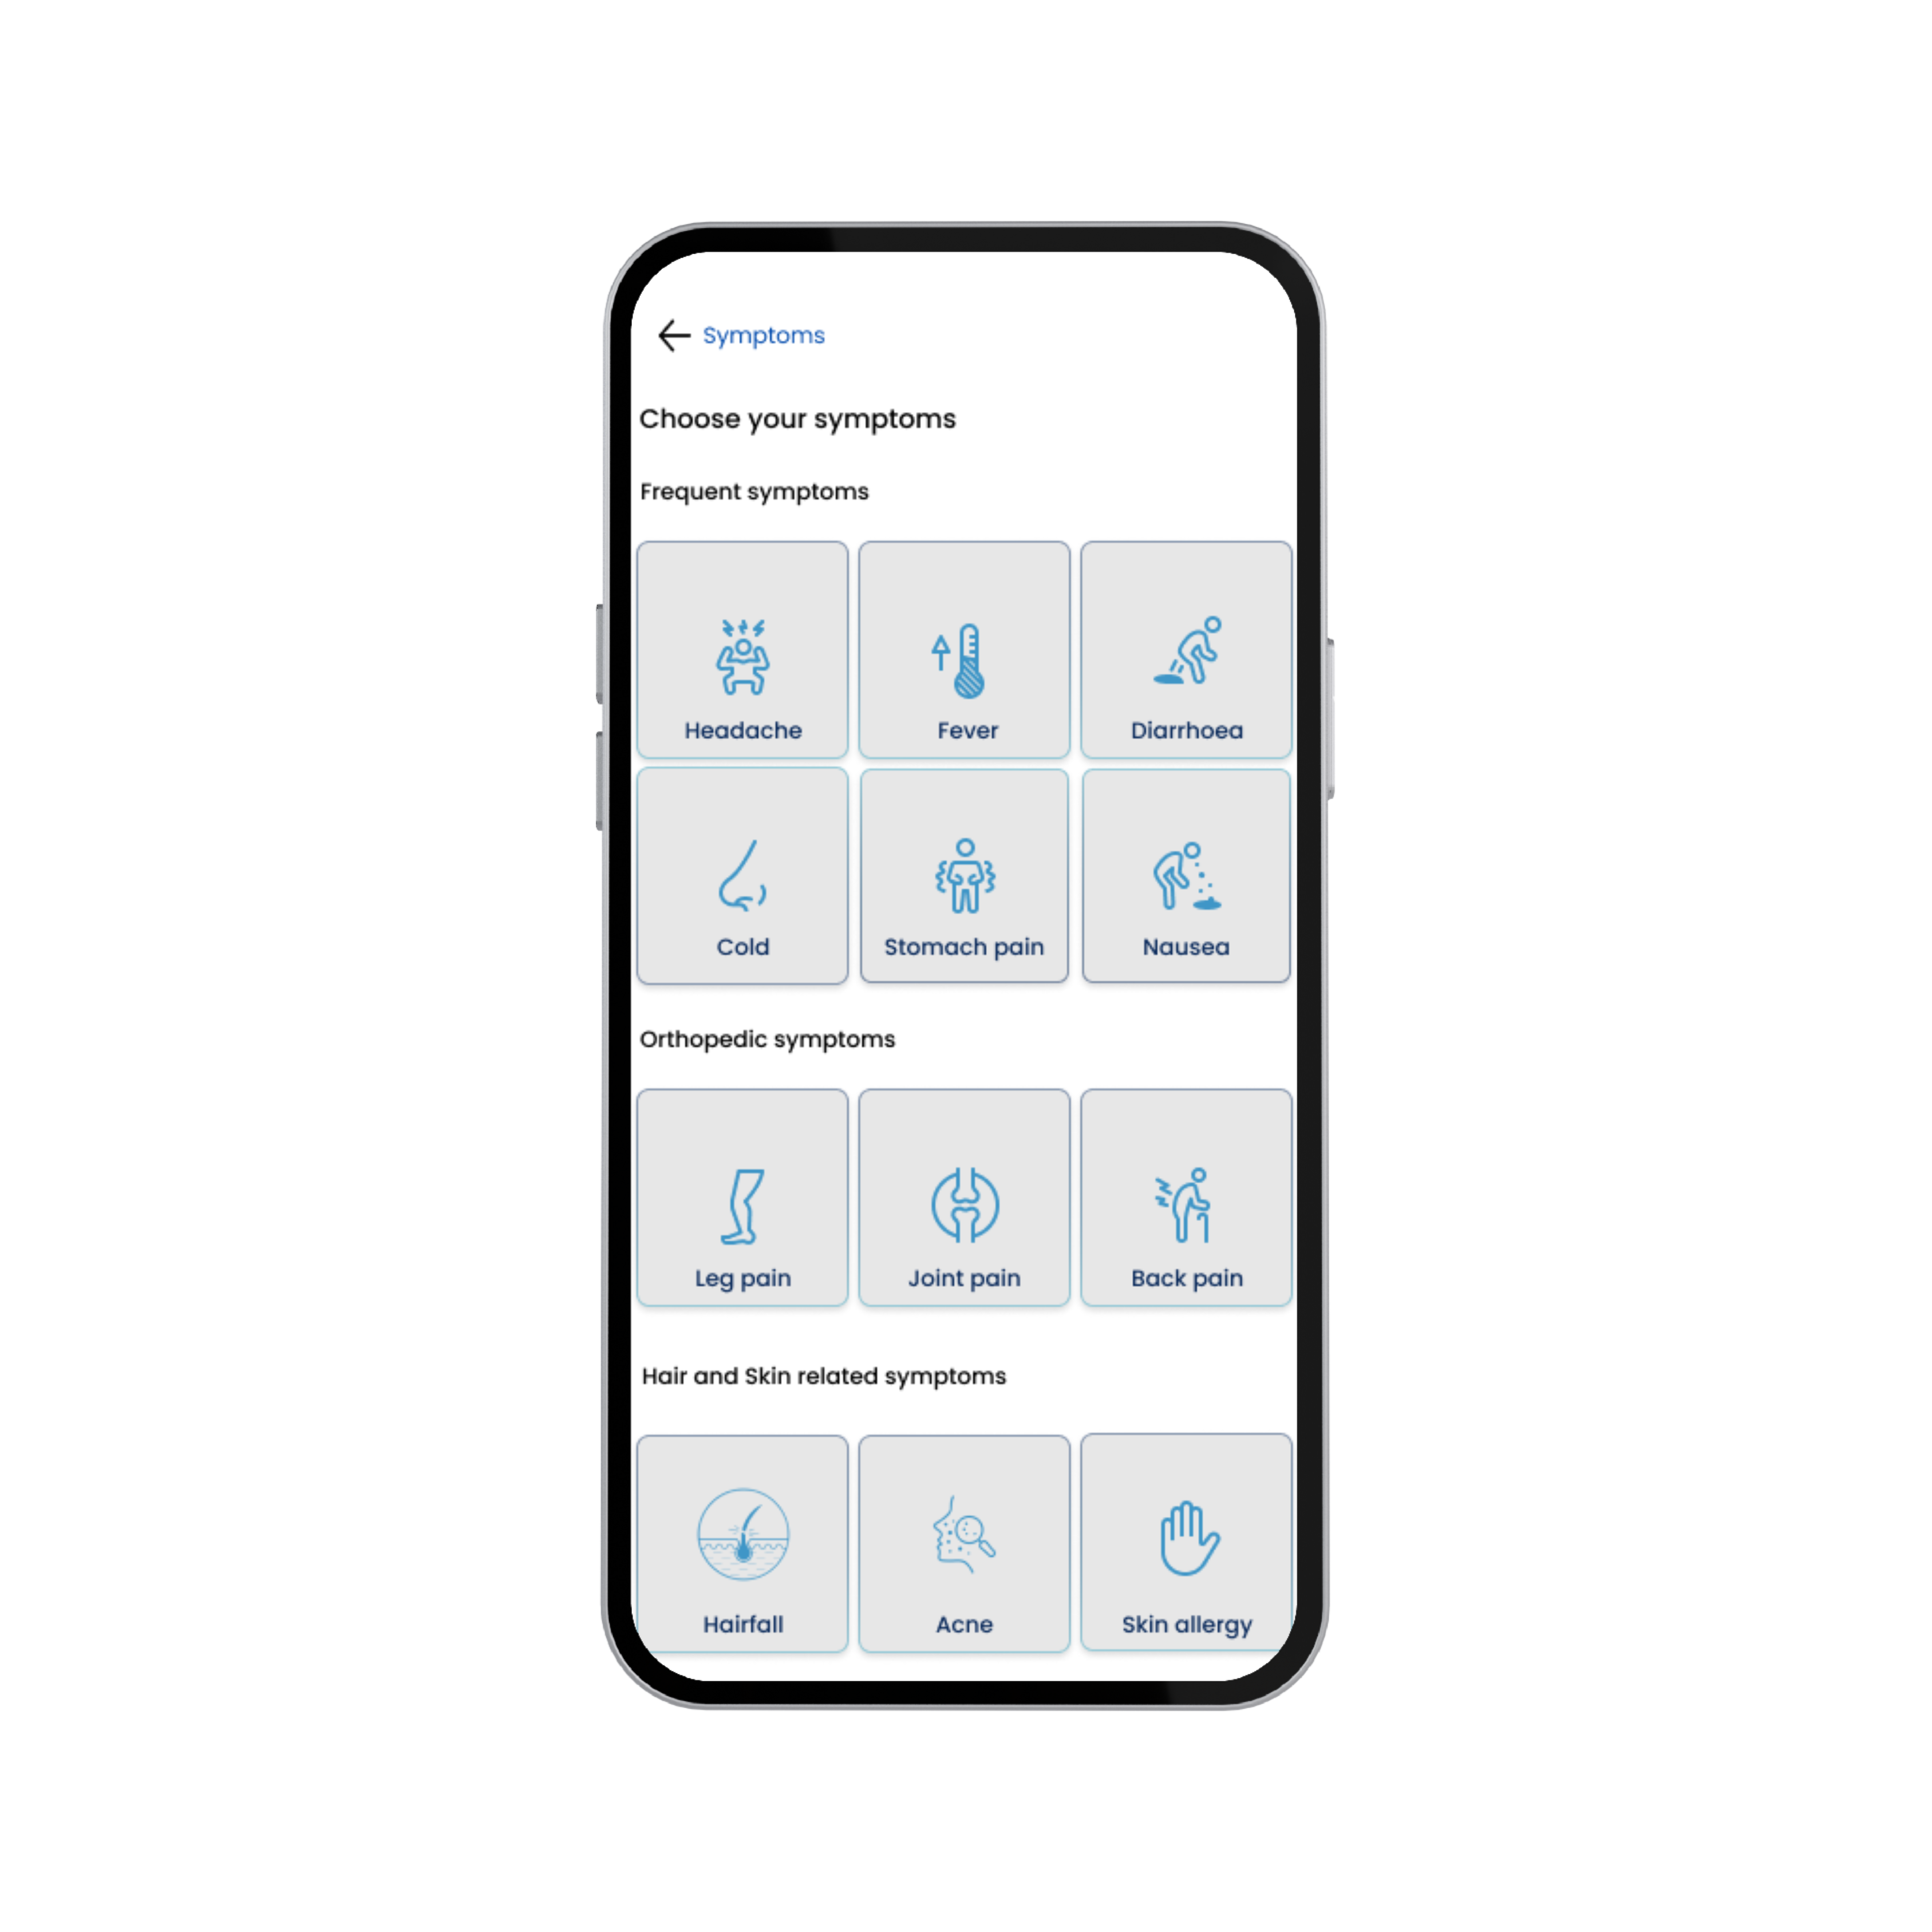 Symptoms
Choose your symptoms
Frequent symptoms
Headache
Fever
Diarrhoea
Cold
Stomach pain
Nausea
Orthopedic symptoms
Leg pain
Joint pain
Back pain
Hair and Skin related symptoms
Hairfall
Acne
Skin allergy